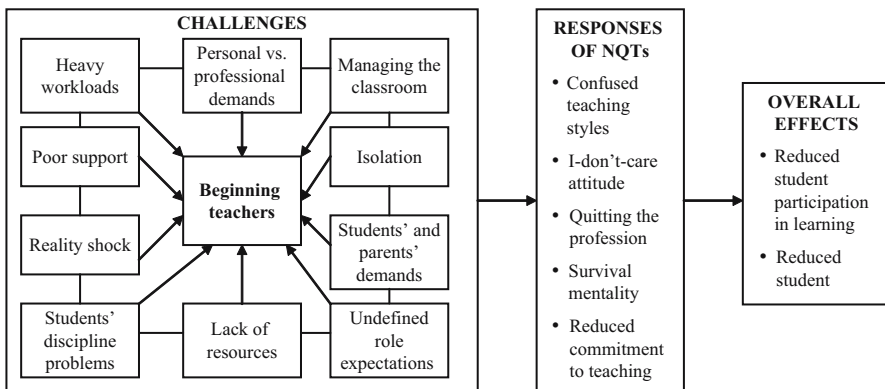 CHALLENGES
Heavy
workloads
Personal vs.
professional
demands
Managing the
classroom
Poor support
Beginning
teachers
Isolation
Reality shock
Students' and
parents'
demands
Students'
discipline
problems
Lack of
resources
Undefined
role
expectations
RESPONSES
OF NQTs
• Confused
teaching
styles
• I-don't-care
attitude
• Quitting the
profession
• Survival
mentality
• Reduced
commitment
to teaching
OVERALL
EFFECTS
• Reduced
student
participation
in learning
• Reduced
student